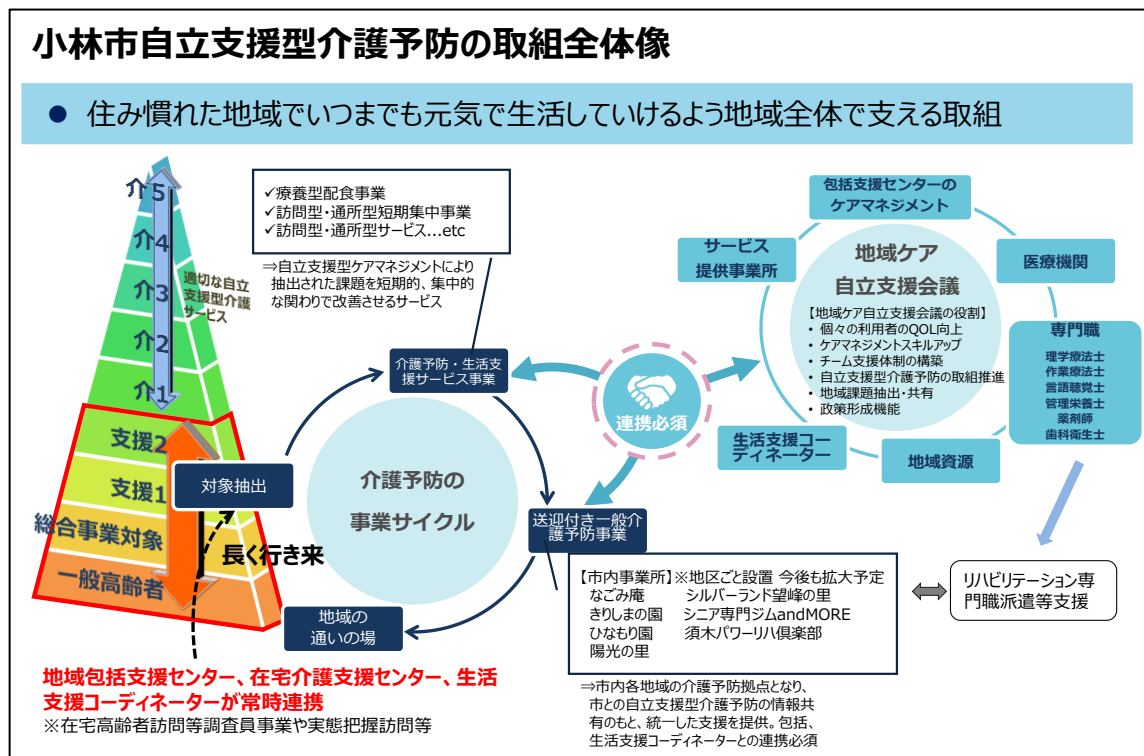 小林市自立支援型介護予防の取組全体像
● 住み慣れた地域でいつまでも元気で生活していけるよう地域全体で支える取組
介5
介4
介3
介2
介1
支援2
支援1
総合事業対象
一般高齢者
適切な自立
支援型介護
サービス
✓療養型配食事業
✓訪問型・通所型短期集中事業
✓訪問型・通所型サービス…etc
⇒自立支援型ケアマネジメントにより
抽出された課題を短期的、集中的
な関わりで改善させるサービス
介護予防・生活支
援サービス事業
対象抽出
介護予防の
事業サイクル
長く行き来
地域の
通いの場
送迎付き一般介
護予防事業
連携必須
包括支援センターの
ケアマネジメント
サービス
提供事業所
医療機関
地域ケア
自立支援会議
【地域ケア自立支援会議の役割】
• 個々の利用者のQOL向上
• ケアマネジメントスキルアップ
• チーム支援体制の構築
• 自立支援型介護予防の取組推進
• 地域課題抽出・共有
• 政策形成機能
専門職
理学療法士
作業療法士
言語聴覚士
管理栄養士
薬剤師
歯科衛生士
生活支援コー
ディネーター
地域資源
【市内事業所】※地区ごと設置 今後も拡大予定
なごみ庵 シルバーランド望峰の里
きりしまの園 シニア専門ジムandMORE
ひなもり園 須木パワーリハ倶楽部
陽光の里
リハビリテーション専
門職派遣等支援
⇒市内各地域の介護予防拠点となり、
市との自立支援型介護予防の情報共
有のもと、統一した支援を提供。包括、
生活支援コーディネーターとの連携必須
地域包括支援センター、在宅介護支援センター、生活
支援コーディネーターが常時連携
※在宅高齢者訪問等調査員事業や実態把握訪問等